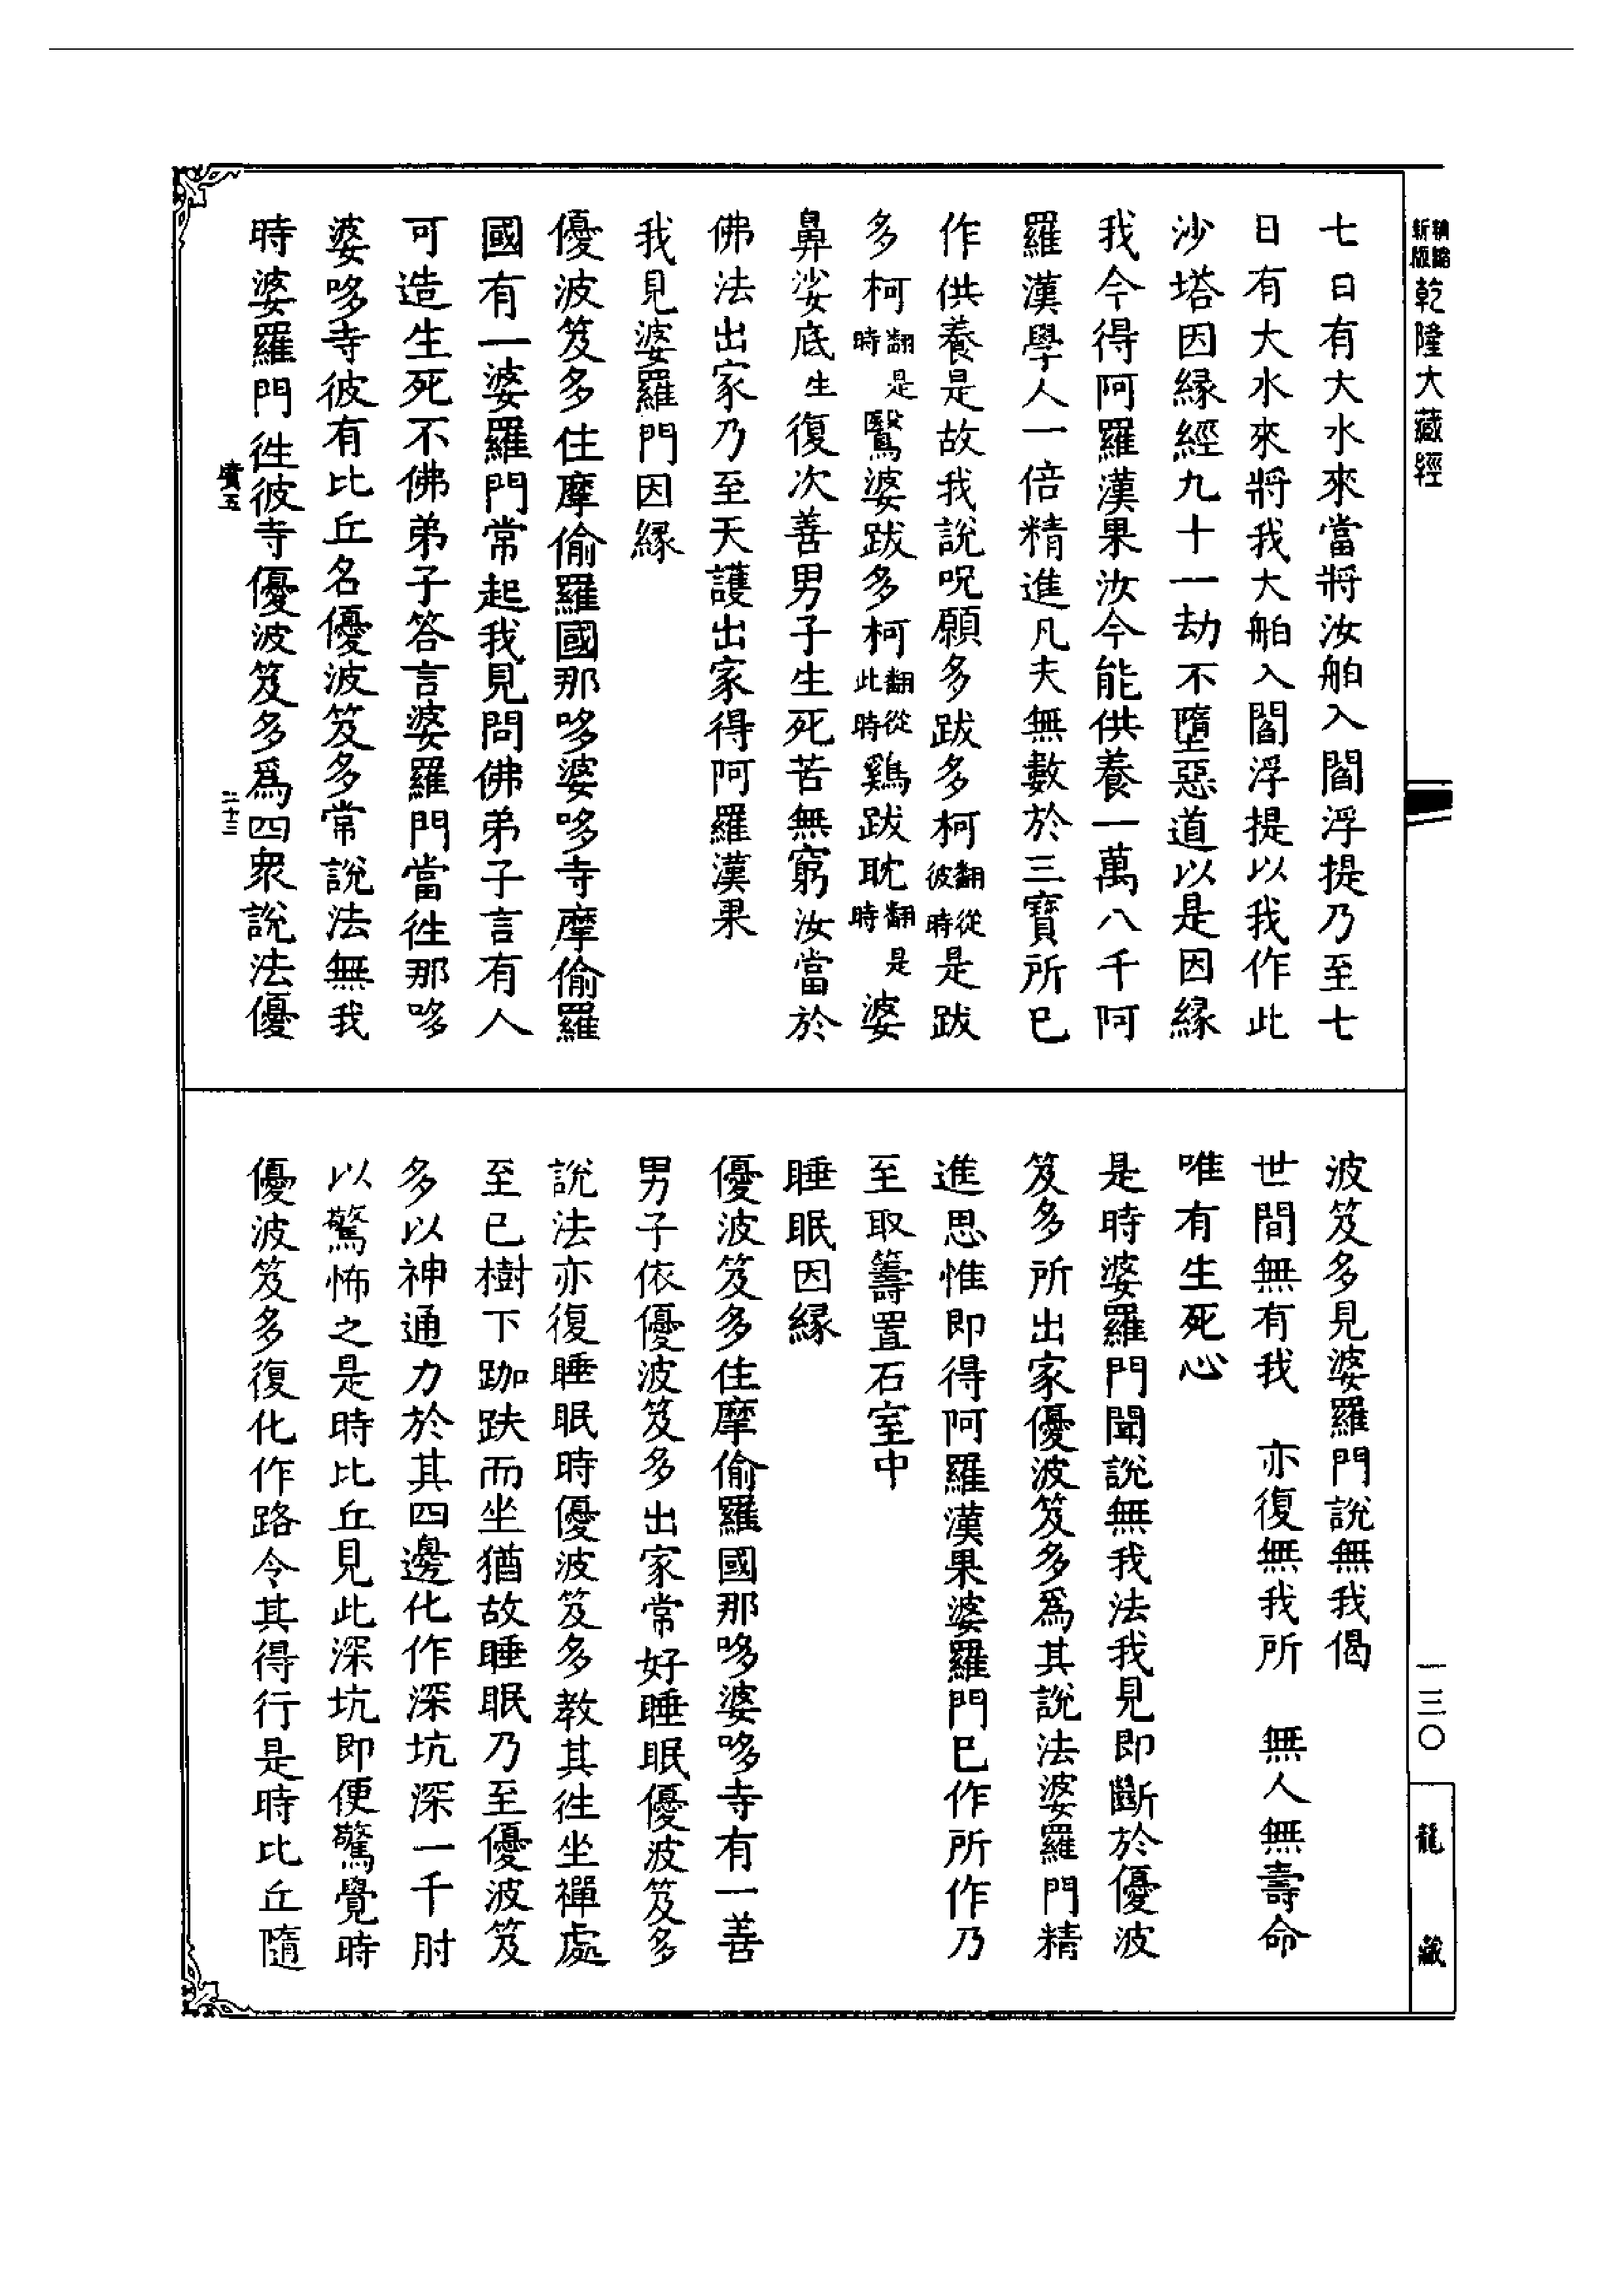 精縮新版乾隆大藏經
七日有大水來當將汝舶入閻浮提乃至七
日有大水來將我大舶入閻浮提以我作此
沙塔因緣經九十一劫不墮惡道以是因緣
我今得阿羅漢果汝今能供養一萬八千阿
羅漢學人一倍精進凡夫無數於三寶所已
作供養是故我說呪願多跋多柯翻從彼時是跋
多柯翻是時鷖婆跋多柯翻從此時鷄跋耽翻是時婆
鼻娑底生復次善男子生死苦無窮汝當於
佛法出家乃至天護出家得阿羅漢果
我見婆羅門因緣
優波笈多住摩偷羅國那哆婆哆寺摩偷羅
國有一婆羅門常起我見問佛弟子言有人
可造生死不佛弟子答言婆羅門當徃那哆
婆哆寺彼有比丘名優波笈多常說法無我
時婆羅門徃彼寺優波笈多爲四衆說法優
二十三
波笈多見婆羅門說無我偈
世間無有我　亦復無我所　無人無壽命
唯有生死心
是時婆羅門聞說無我法我見即斷於優波
笈多所出家優波笈多爲其說法婆羅門精
進思惟即得阿羅漢果婆羅門已作所作乃
至取籌置石室中
睡眠因緣
優波笈多住摩偷羅國那哆婆哆寺有一善
男子依優波笈多出家常好睡眠優波笈多
說法亦復睡眠時優波笈多教其徃坐禪處
至已樹下跏趺而坐猶故睡眠乃至優波笈
多以神通力於其四邊化作深坑深一千肘
以驚怖之是時比丘見此深坑即便驚覺時
優波笈多復化作路令其得行是時比丘隨
一三〇
龍藏